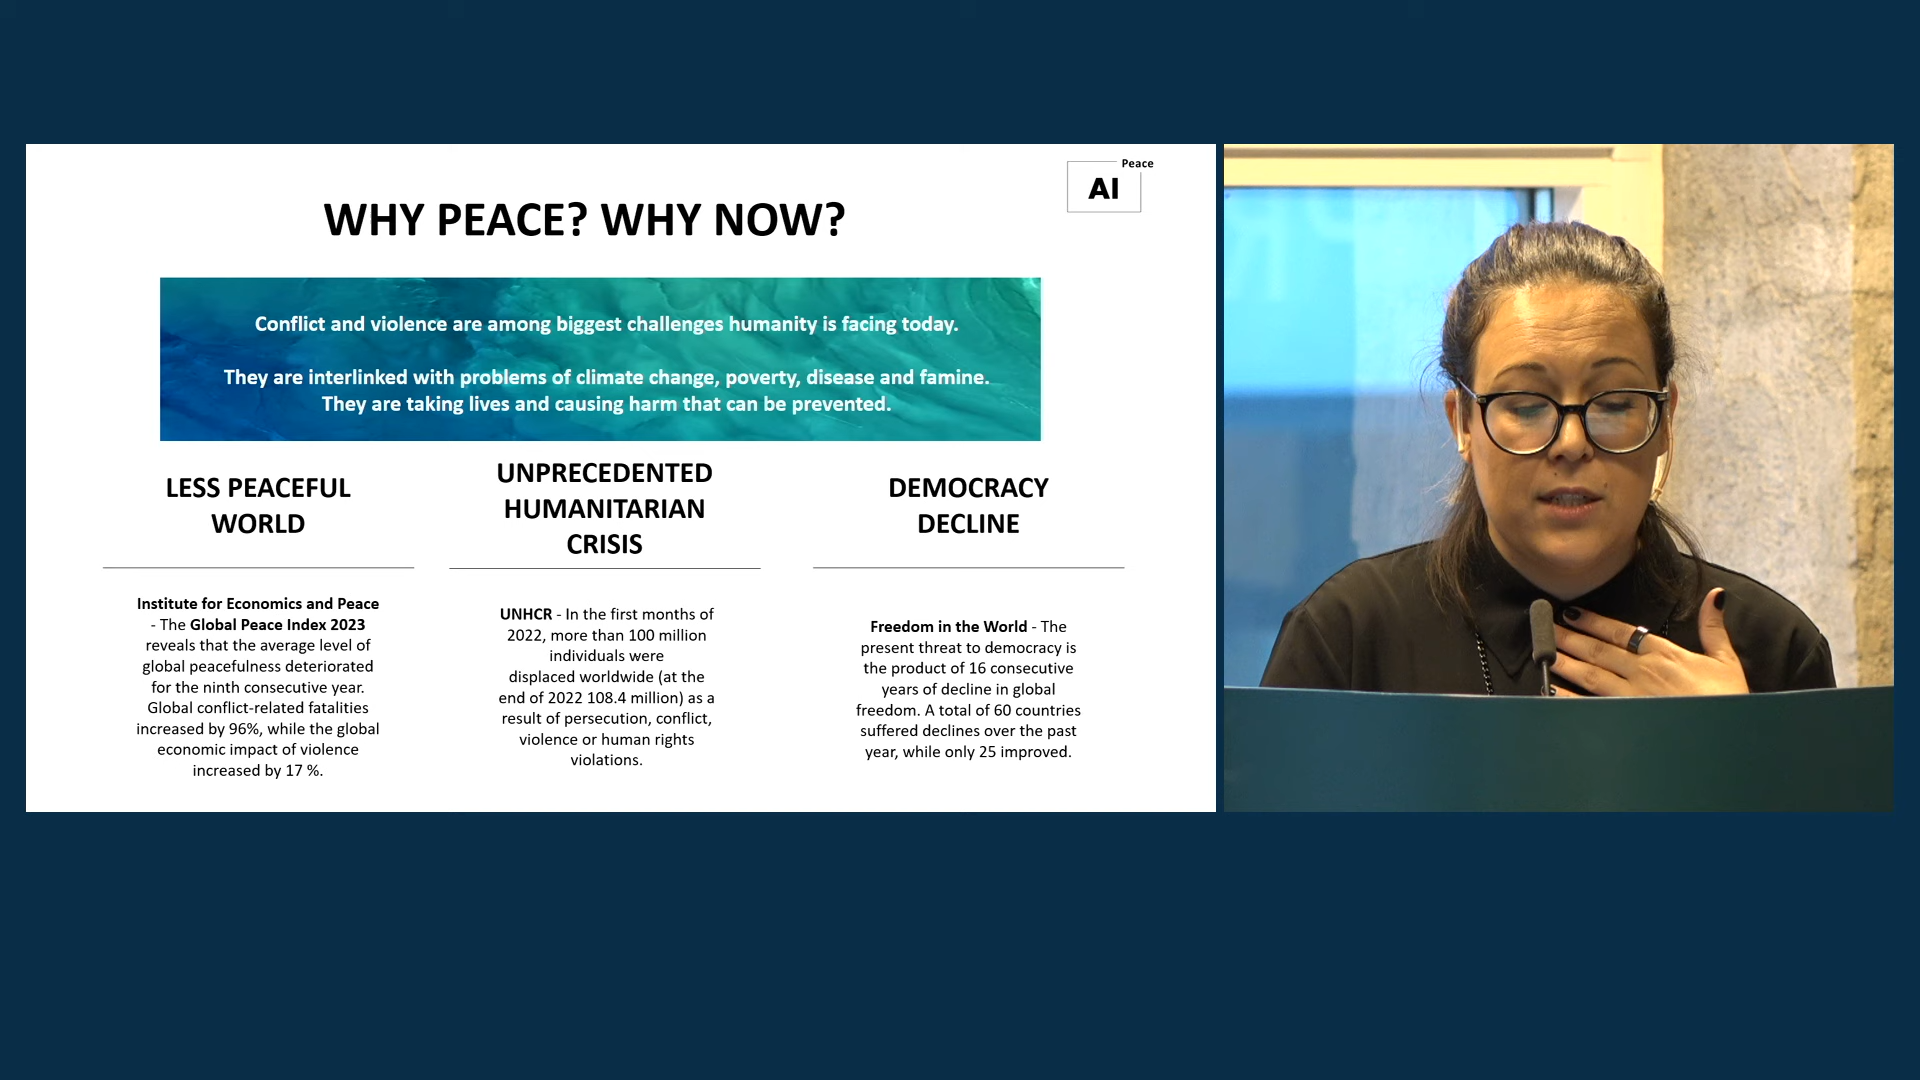 Peace
AI
WHY PEACE? WHY NOW?
Conflict and violence are among biggest challenges humanity is facing today.
They are interlinked with problems of climate change, poverty, disease and famine.
They are taking lives and causing harm that can be prevented.
LESS PEACEFUL
WORLD
Institute for Economics and Peace
- The Global Peace Index 2023
reveals that the average level of
global peacefulness deteriorated
for the ninth consecutive year.
Global conflict-related fatalities
increased by 96%, while the global
economic impact of violence
increased by 17 %.
UNPRECEDENTED
HUMANITARIAN
CRISIS
UNHCR - In the first months of
2022, more than 100 million
individuals were
displaced worldwide (at the
end of 2022 108.4 million) as a
result of persecution, conflict,
violence or human rights
violations.
DEMOCRACY
DECLINE
Freedom in the World - The
present threat to democracy is
the product of 16 consecutive
years of decline in global
freedom. A total of 60 countries
suffered declines over the past
year, while only 25 improved.